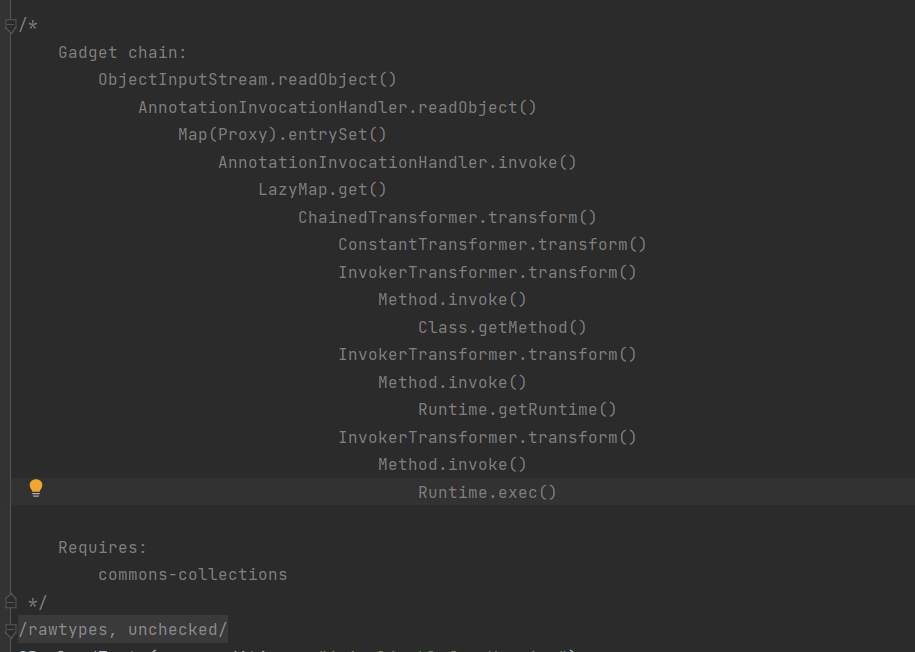 /*
Gadget chain:
ObjectInputStream.readObject()
AnnotationInvocationHandler.readObject()
Map(Proxy).entrySet()
AnnotationInvocationHandler.invoke()
LazyMap.get()
ChainedTransformer.transform()
ConstantTransformer.transform()
InvokerTransformer.transform()
Method.invoke()
Class.getMethod()
InvokerTransformer.transform()
Method.invoke()
Runtime.getRuntime()
InvokerTransformer.transform()
Method.invoke()
Runtime.exec()
Requires:
commons-collections
*/
/rawtypes, unchecked/